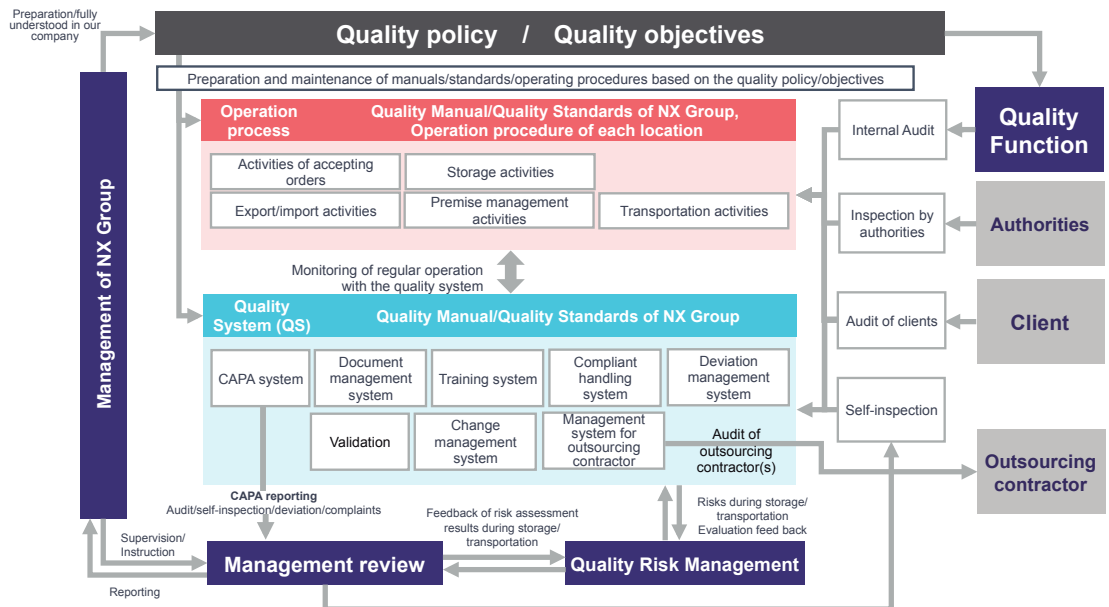 Preparation/fully
understood in our
company
Quality policy / Quality objectives
Preparation and maintenance of manuals/standards/operating procedures based on the quality policy/objectives
Management of NX Group
Operation
process
Quality Manual/Quality Standards of NX Group,
Operation procedure of each location
Activities of accepting
orders
Storage activities
Export/import activities
Premise management
activities
Transportation activities
Monitoring of regular operation
with the quality system
Quality
System (QS)
Quality Manual/Quality Standards of NX Group
CAPA system
Document
management
system
Training system
Compliant
handling
system
Deviation
management system
Validation
Change
management
system
Management
system for
outsourcing
contractor
Audit of
outsourcing
contractor(s)
Internal Audit
Inspection by
authorities
Audit of clients
Self-inspection
Quality
Function
Authorities
Client
Outsourcing
contractor
CAPA reporting
Audit/self-inspection/deviation/complaints
Feedback of risk assessment
results during storage/
transportation
Risks during storage/
transportation
Evaluation feed back
Supervision/
Instruction
Reporting
Management review
Quality Risk Management